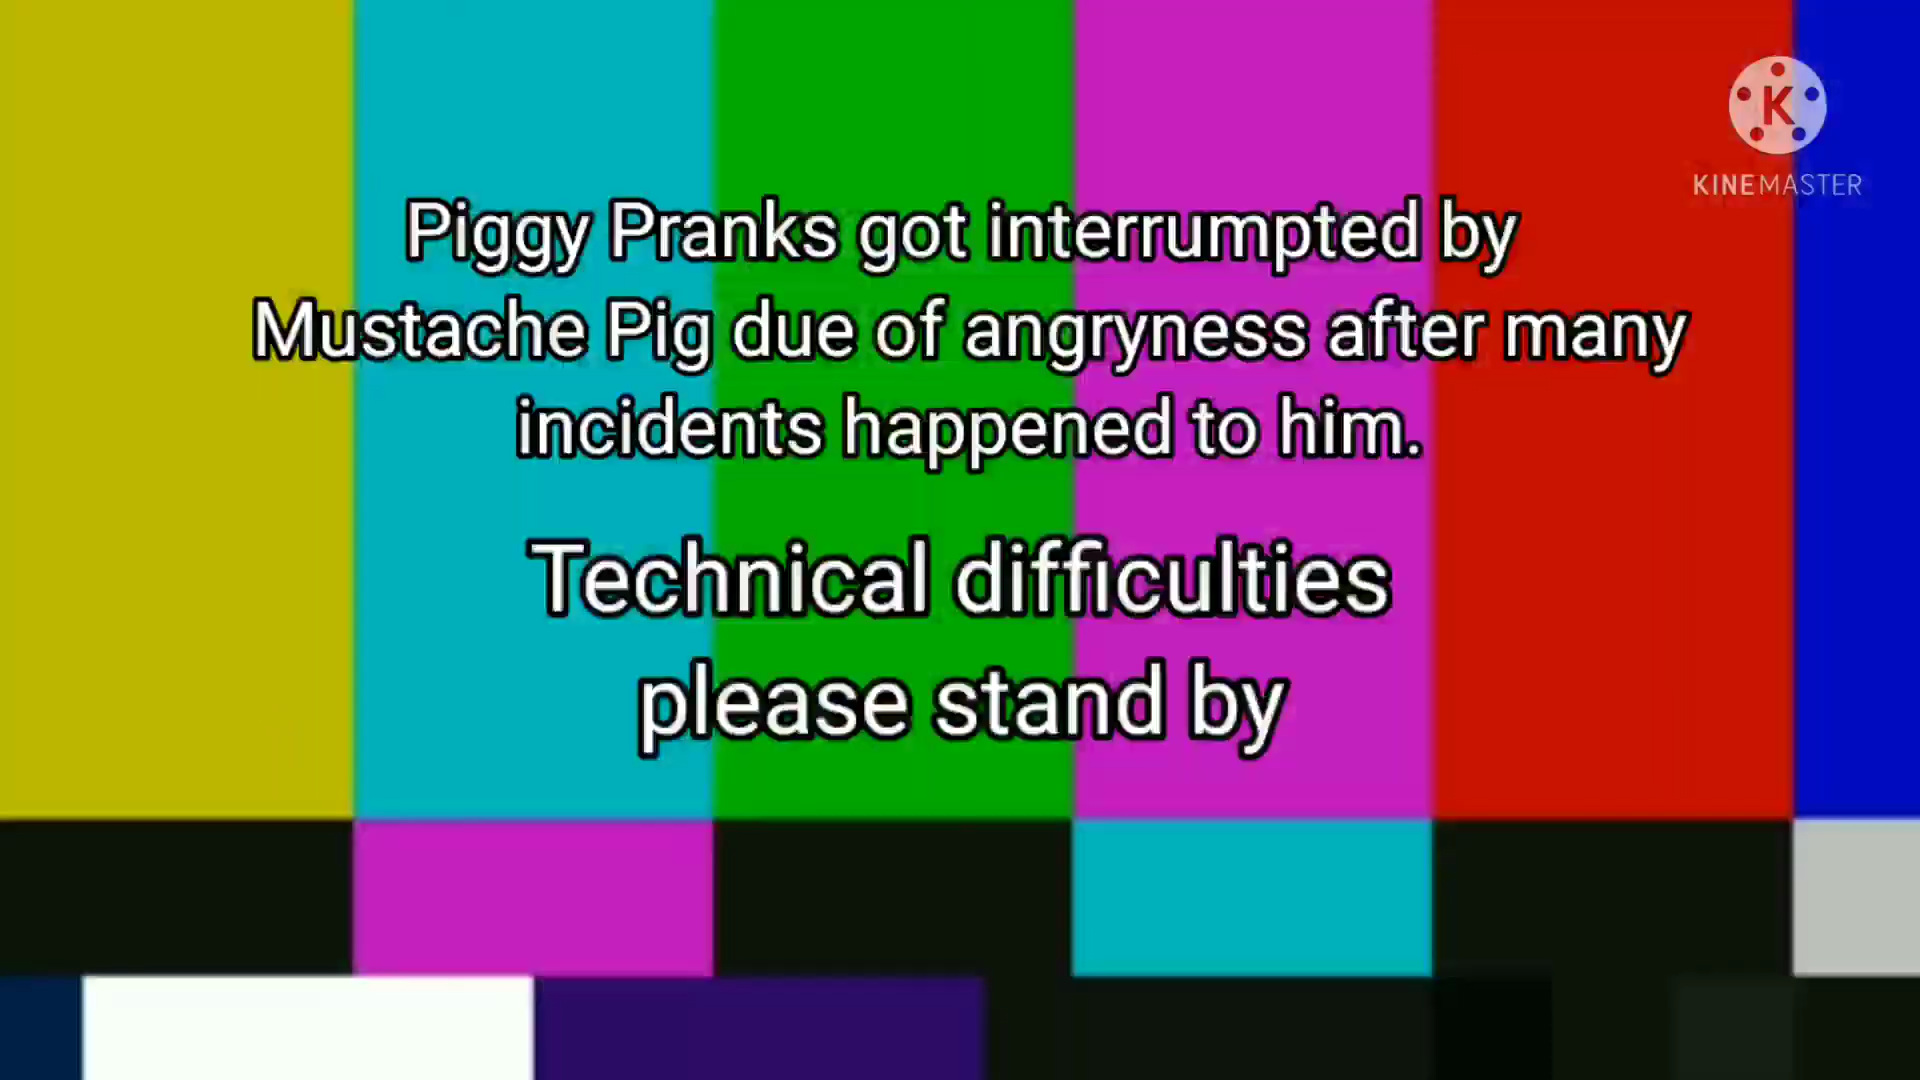 K
KINEMASTER
Piggy Pranks got interrumpted by
Mustache Pig due of angryness after many
incidents happened to him.
Technical difficulties
please stand by